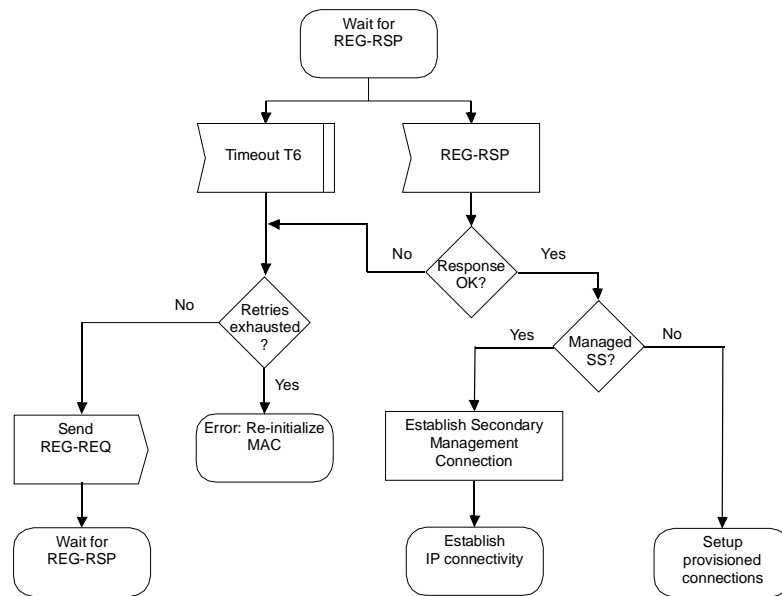 Wait for
REG-RSP
Timeout T6
REG-RSP
No
Response
OK?
Yes
No
Retries
exhausted
?
Yes
Managed
SS?
No
Yes
Send
REG-REQ
Error: Re-initialize
MAC
Establish Secondary
Management
Connection
Wait for
REG-RSP
Establish
IP connectivity
Setup
provisioned
connections